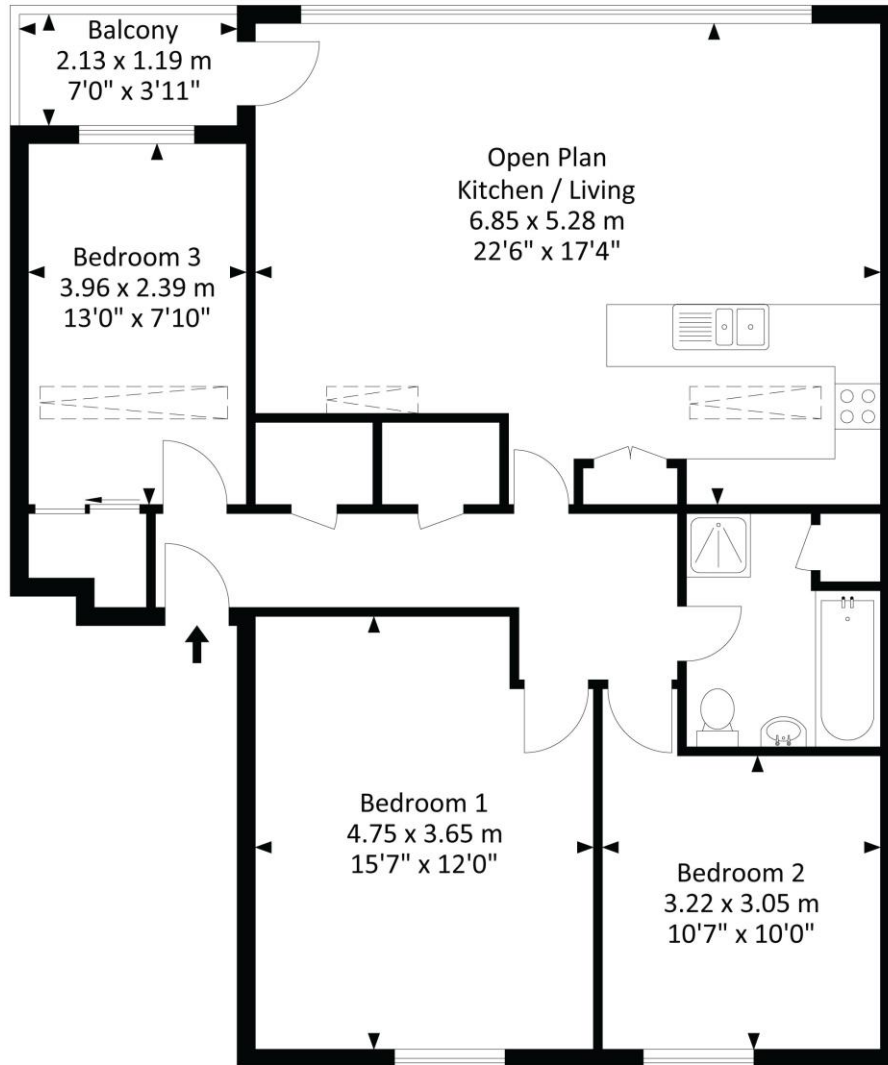 Balcony
2.13 x 1.19 m
7'0" x 3'11"
Open Plan
Kitchen / Living
6.85 x 5.28 m
22'6" x 17'4"
Bedroom 3
3.96 x 2.39 m
13'0" x 7'10"
Bedroom 1
4.75 x 3.65 m
15'7" x 12'0"
Bedroom 2
3.22 x 3.05 m
10'7" x 10'0"